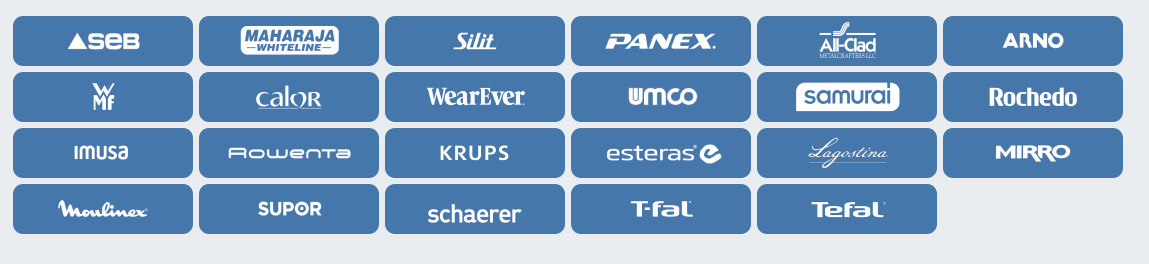 SEB
MAHARAJA
WHITELINE
Silit
PANEX.
All-Clad
METALCRAFTERS LLC
ARNO
WMF
calOR
WearEver
umco
samurai
Rochedo
Imusa
ROWENTA
KRUPS
esteras
Lagostina
MIRRO
Moulinex
SUPOR
schaerer
T-fal
Tefal